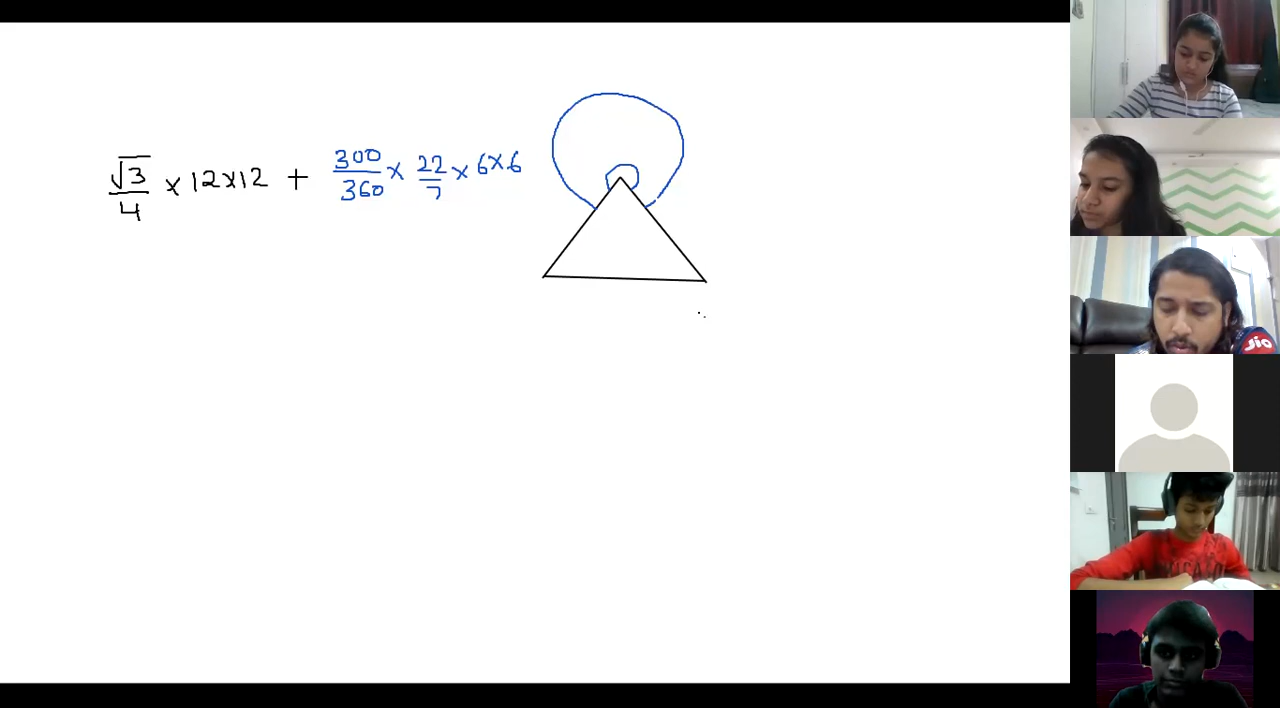 √3/4 × 12×12 + 300/360 × 22/7 × 6×6
Jio